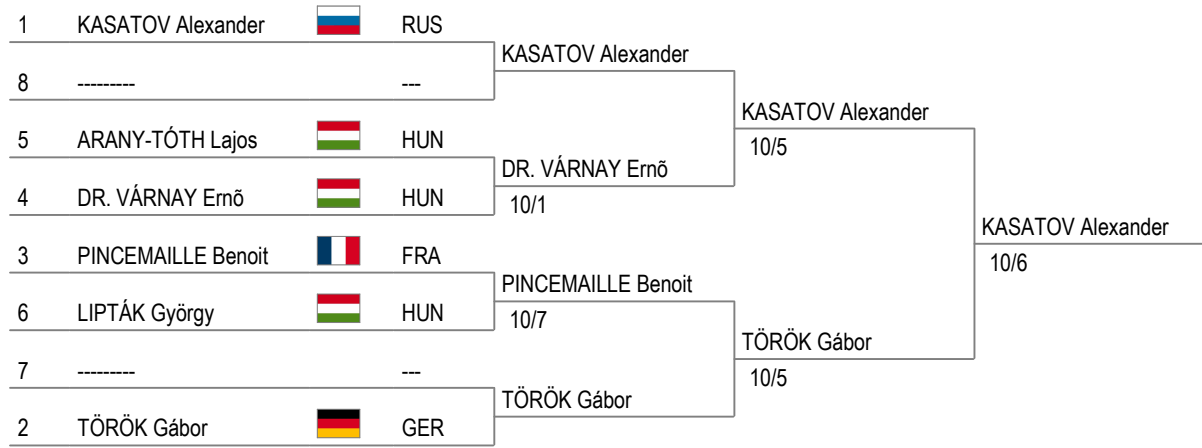 1 KASATOV Alexander RUS
KASATOV Alexander
8 --------- ---
KASATOV Alexander
10/5
5 ARANY-TÓTH Lajos HUN
DR. VÁRNAY Ernõ
10/1
4 DR. VÁRNAY Ernõ HUN
KASATOV Alexander
10/6
3 PINCEMAILLE Benoit FRA
PINCEMAILLE Benoit
10/7
6 LIPTÁK György HUN
TÖRÖK Gábor
10/5
7 --------- ---
TÖRÖK Gábor
2 TÖRÖK Gábor GER